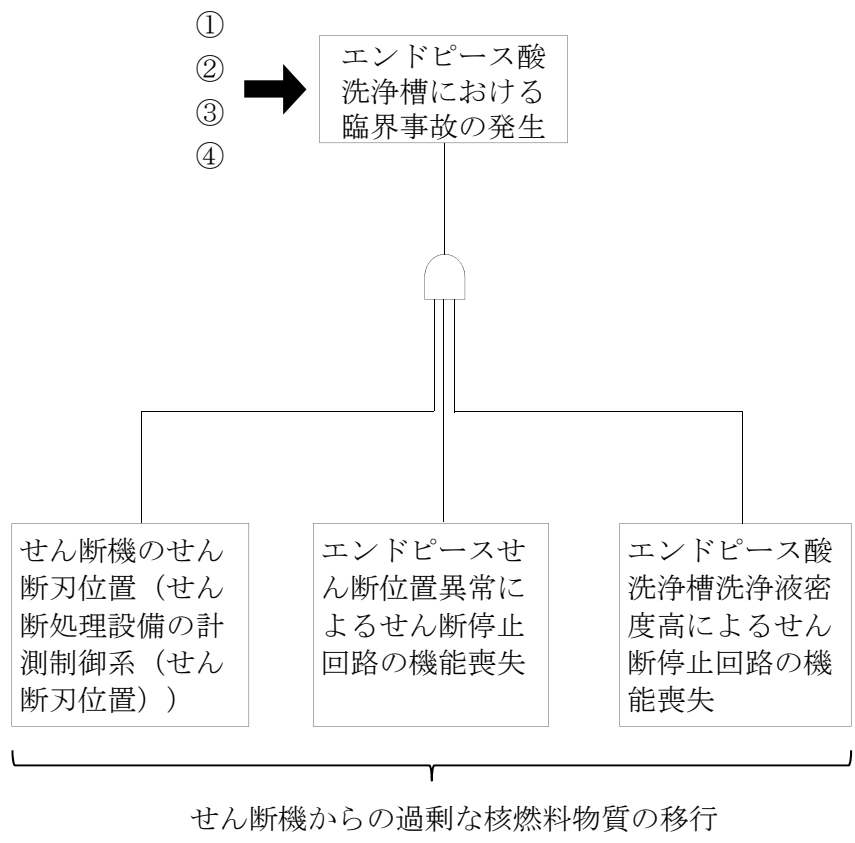 ①
②
③
④
エンドピース酸
洗浄槽における
臨界事故の発生
せん断機のせん
断刃位置（せん
断処理設備の計
測制御系（せん
断刃位置））
エンドピースせ
ん断位置異常に
よるせん断停止
回路の機能喪失
エンドピース酸
洗浄槽洗浄液密
度高によるせん
断停止回路の機
能喪失
せん断機からの過剰な核燃料物質の移行